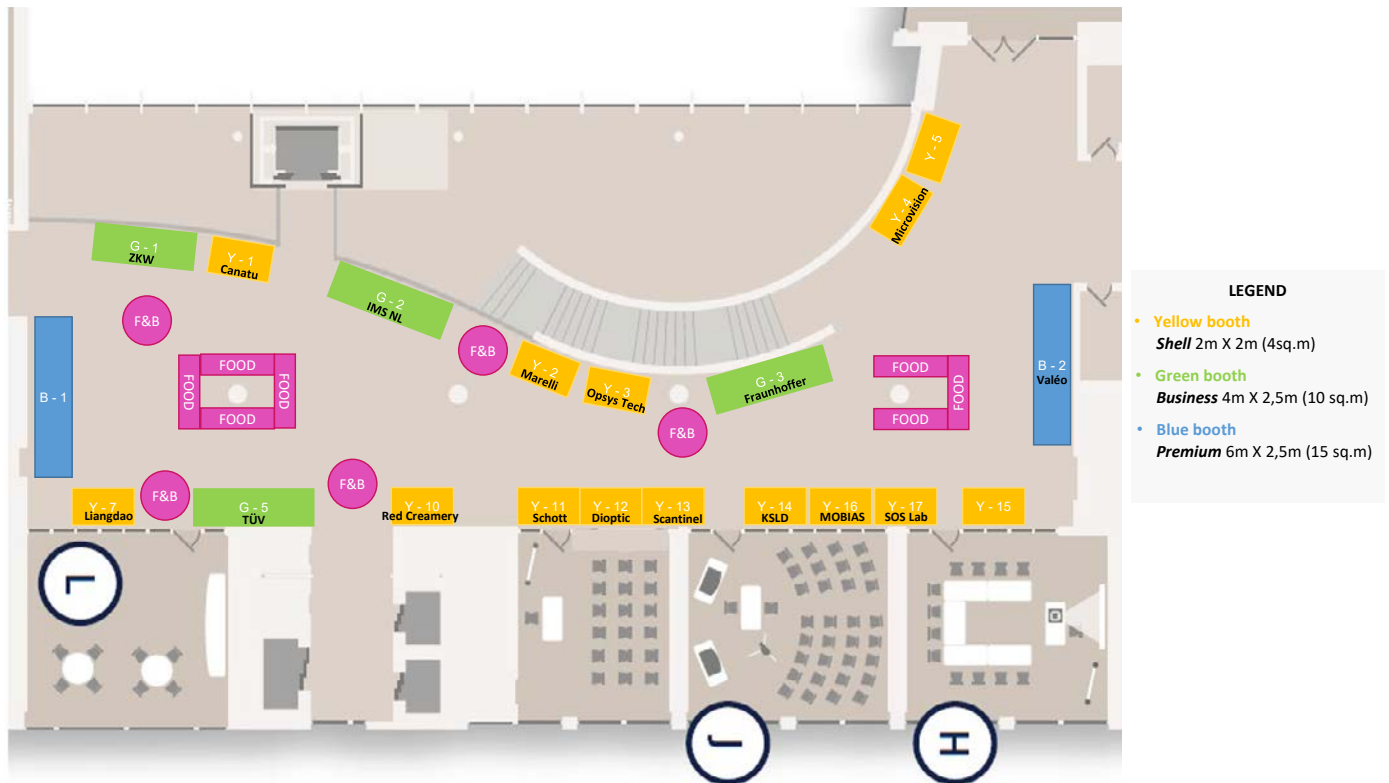 Y - 5
Y - 4
Microvision
G - 1
ZKW
Y - 1
Canatu
G - 2
IMS NL
F&B
F&B
Y - 2
Marelli
Y - 3
Opsys Tech
G - 3
Fraunhoffer
F&B
B - 1
FOOD
FOOD
FOOD
FOOD
FOOD
FOOD
FOOD
B - 2
Valéo
Y - 7
Liangdao
F&B
G - 5
TÜV
F&B
Y - 10
Red Creamery
Y - 11
Schott
Y - 12
Dioptic
Y - 13
Scantinel
Y - 14
KSLD
Y - 16
MOBIAS
Y - 17
SOS Lab
Y - 15
L
J
H
LEGEND
• Yellow booth
Shell 2m X 2m (4sq.m)
• Green booth
Business 4m X 2,5m (10 sq.m)
• Blue booth
Premium 6m X 2,5m (15 sq.m)